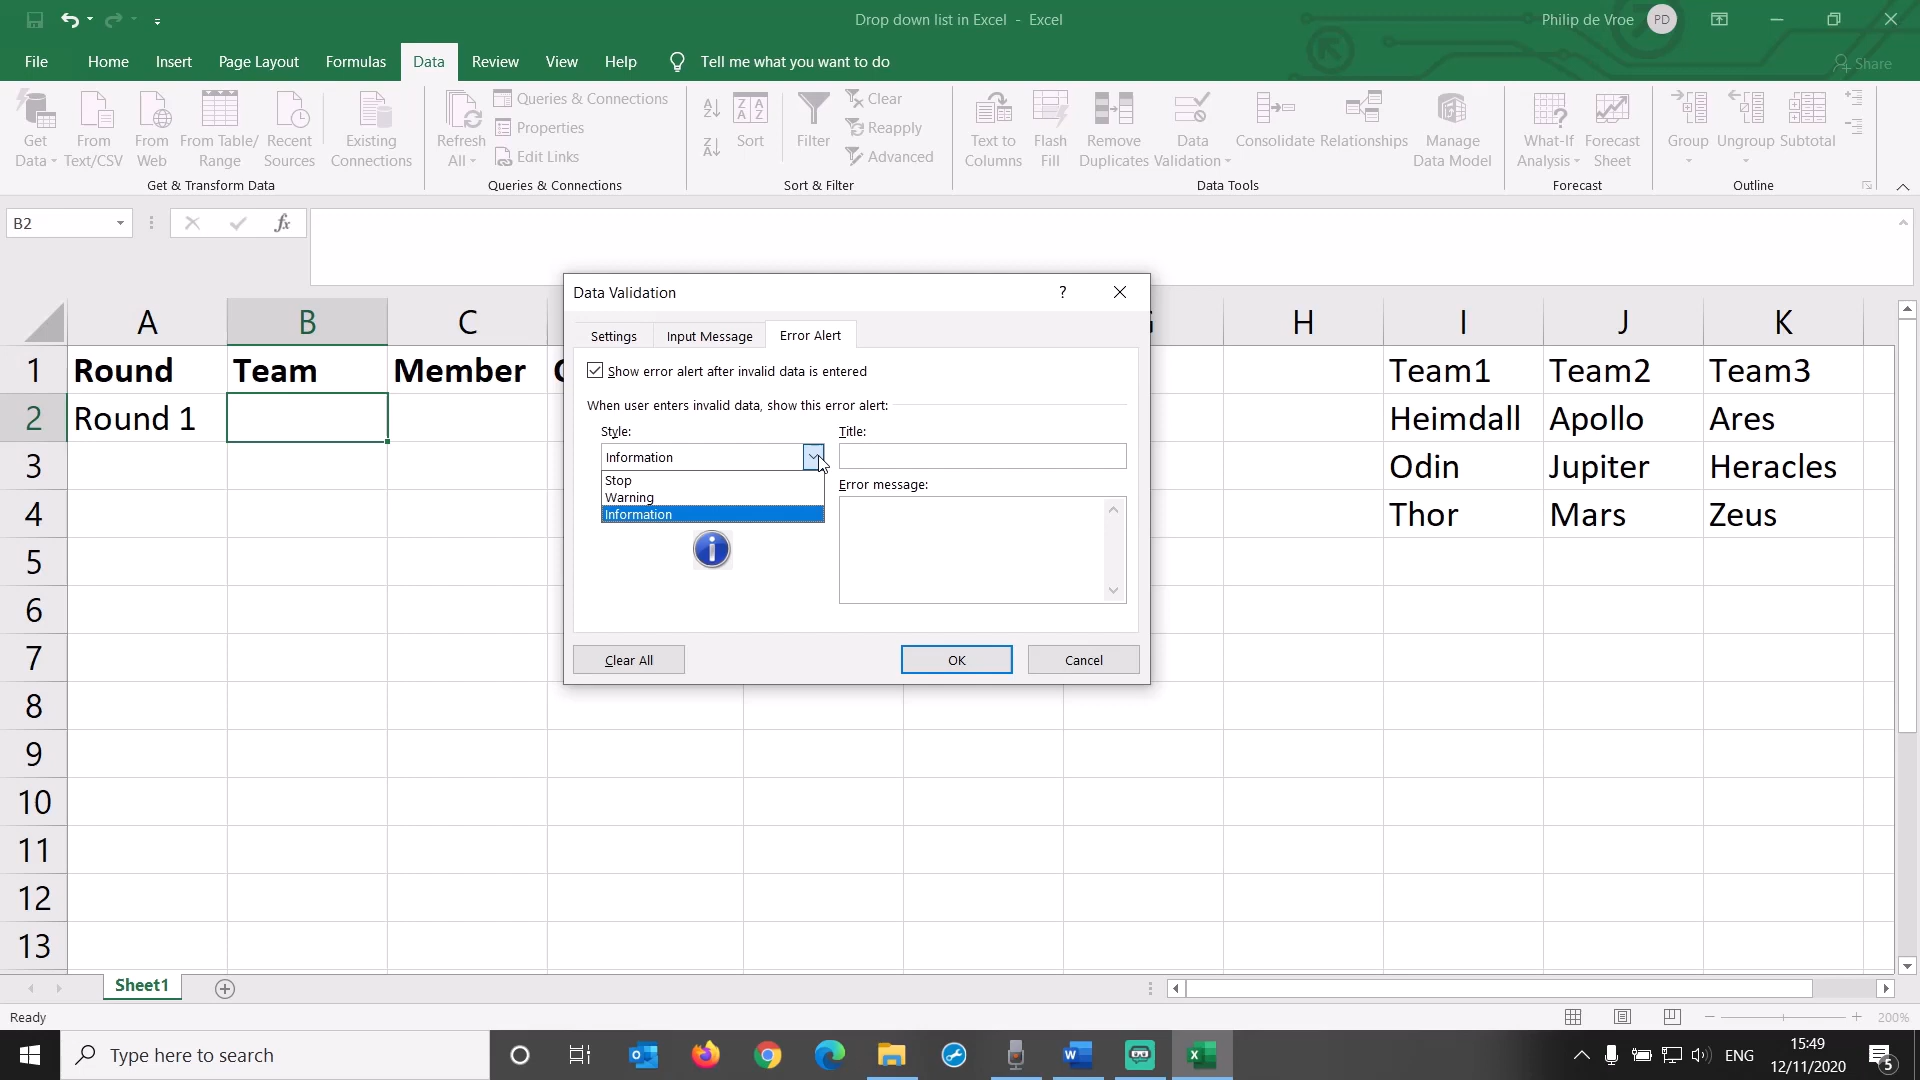 Drop down list in Excel - Excel
Philip de Vroe PD
File Home Insert Page Layout Formulas Data Review View Help Tell me what you want to do Share
Get Data
From Text/CSV
From Web
From Table/ Range
Recent Sources
Existing Connections
Get & Transform Data
Refresh All
Queries & Connections
Properties
Edit Links
Queries & Connections
Sort
Filter
Clear
Reapply
Advanced
Sort & Filter
Text to Columns
Flash Fill
Remove Duplicates
Data Validation
Consolidate
Relationships
Manage Data Model
Data Tools
What-If Analysis
Forecast Sheet
Forecast
Group
Ungroup
Subtotal
Outline
B2
fx
Data Validation ?
Settings Input Message Error Alert
Show error alert after invalid data is entered
When user enters invalid data, show this error alert:
Style: Title:
Information
Stop
Warning
Information
Error message:
Clear All OK Cancel
A B C H I J K
1 Round Team Member Team1 Team2 Team3
2 Round 1 Heimdall Apollo Ares
3 Odin Jupiter Heracles
4 Thor Mars Zeus
5
6
7
8
9
10
11
12
13
Sheet1
Ready 200%
Type here to search
ENG
15:49
12/11/2020
5